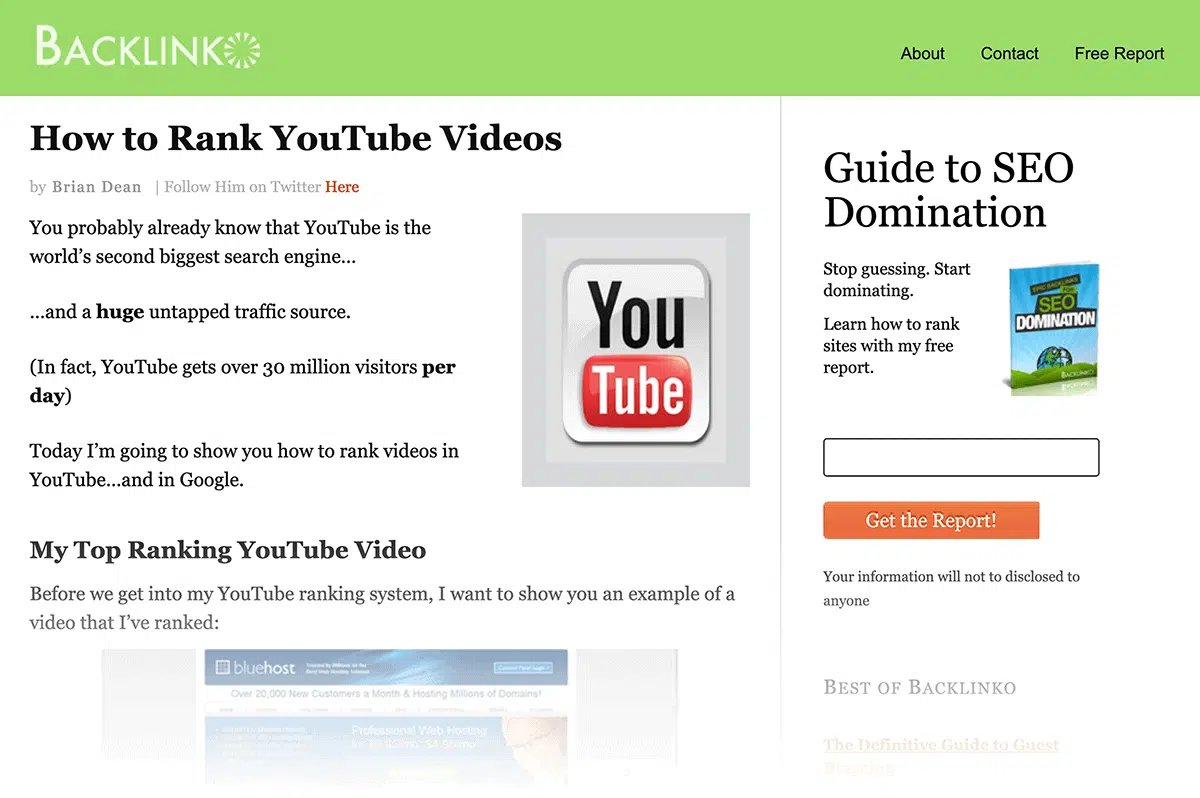 BACKLINKO
About Contact Free Report
How to Rank YouTube Videos
by Brian Dean | Follow Him on Twitter Here
You probably already know that YouTube is the
world’s second biggest search engine…
…and a huge untapped traffic source.
(In fact, YouTube gets over 30 million visitors per
day)
Today I’m going to show you how to rank videos in
YouTube…and in Google.
You
Tube
My Top Ranking YouTube Video
Before we get into my YouTube ranking system, I want to show you an example of a
video that I’ve ranked:
bluehost
Over 20,000 New Customers a Month & Hosting Millions of Domains!
Professional Web Hosting
Guide to SEO
Domination
Stop guessing. Start
dominating.
Learn how to rank
sites with my free
report.
EPIC BACKLINKS
FOR
SEO
DOMINATION
BACKLINKO
Get the Report!
Your information will not to disclosed to
anyone
BEST OF BACKLINKO
The Definitive Guide to Guest
Blogging